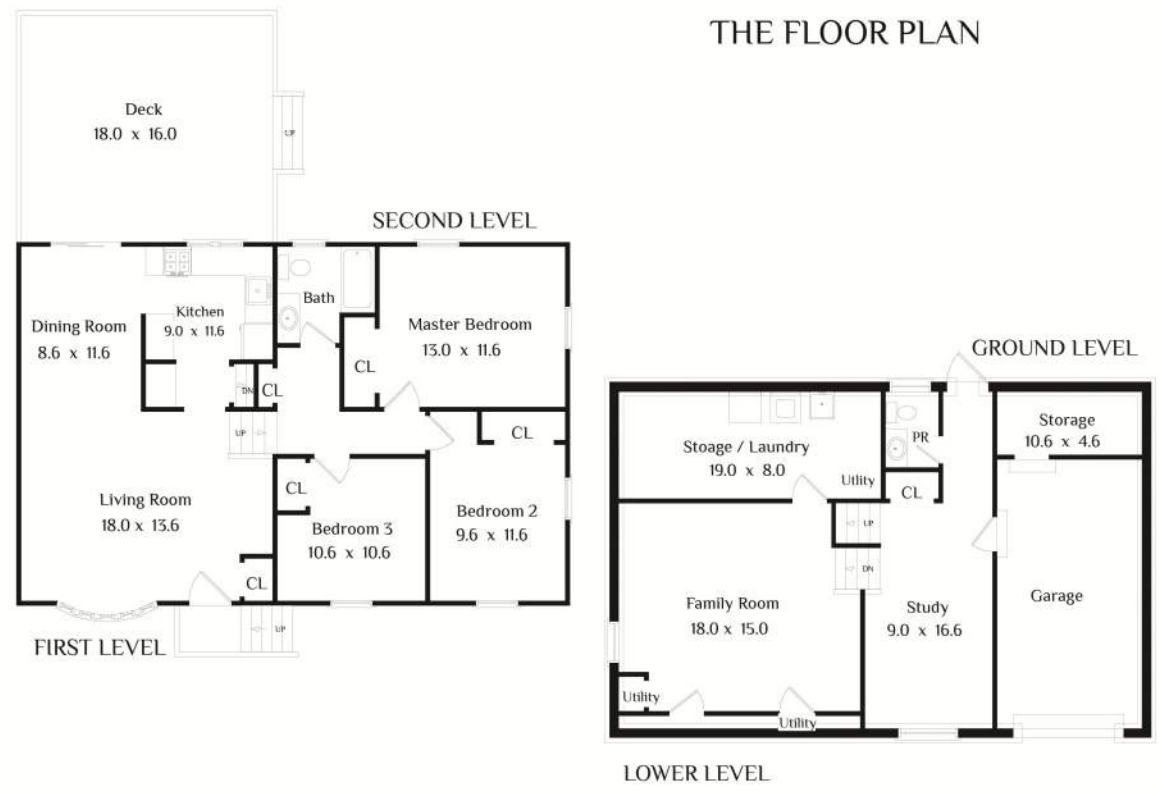 THE FLOOR PLAN
Deck
18.0 x 16.0
UP
SECOND LEVEL
Bath
Kitchen
9.0 x 11.6
Dining Room
8.6 x 11.6
Master Bedroom
13.0 x 11.6
CL
DN
CL
UP
CL
Living Room
18.0 x 13.6
CL
Bedroom 3
10.6 x 10.6
Bedroom 2
9.6 x 11.6
CL
UP
FIRST LEVEL
GROUND LEVEL
Storage
10.6 x 4.6
PR
Stoage / Laundry
19.0 x 8.0
Utility
CL
UP
DN
Family Room
18.0 x 15.0
Study
9.0 x 16.6
Garage
Utility
Utility
LOWER LEVEL